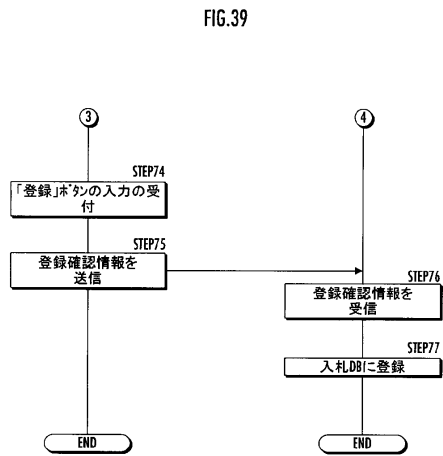 FIG.39
3
4
STEP74
「登録」ボタンの入力の受
付
STEP75
登録確認情報を
送信
STEP76
登録確認情報を
受信
STEP77
入札DBに登録
END
END